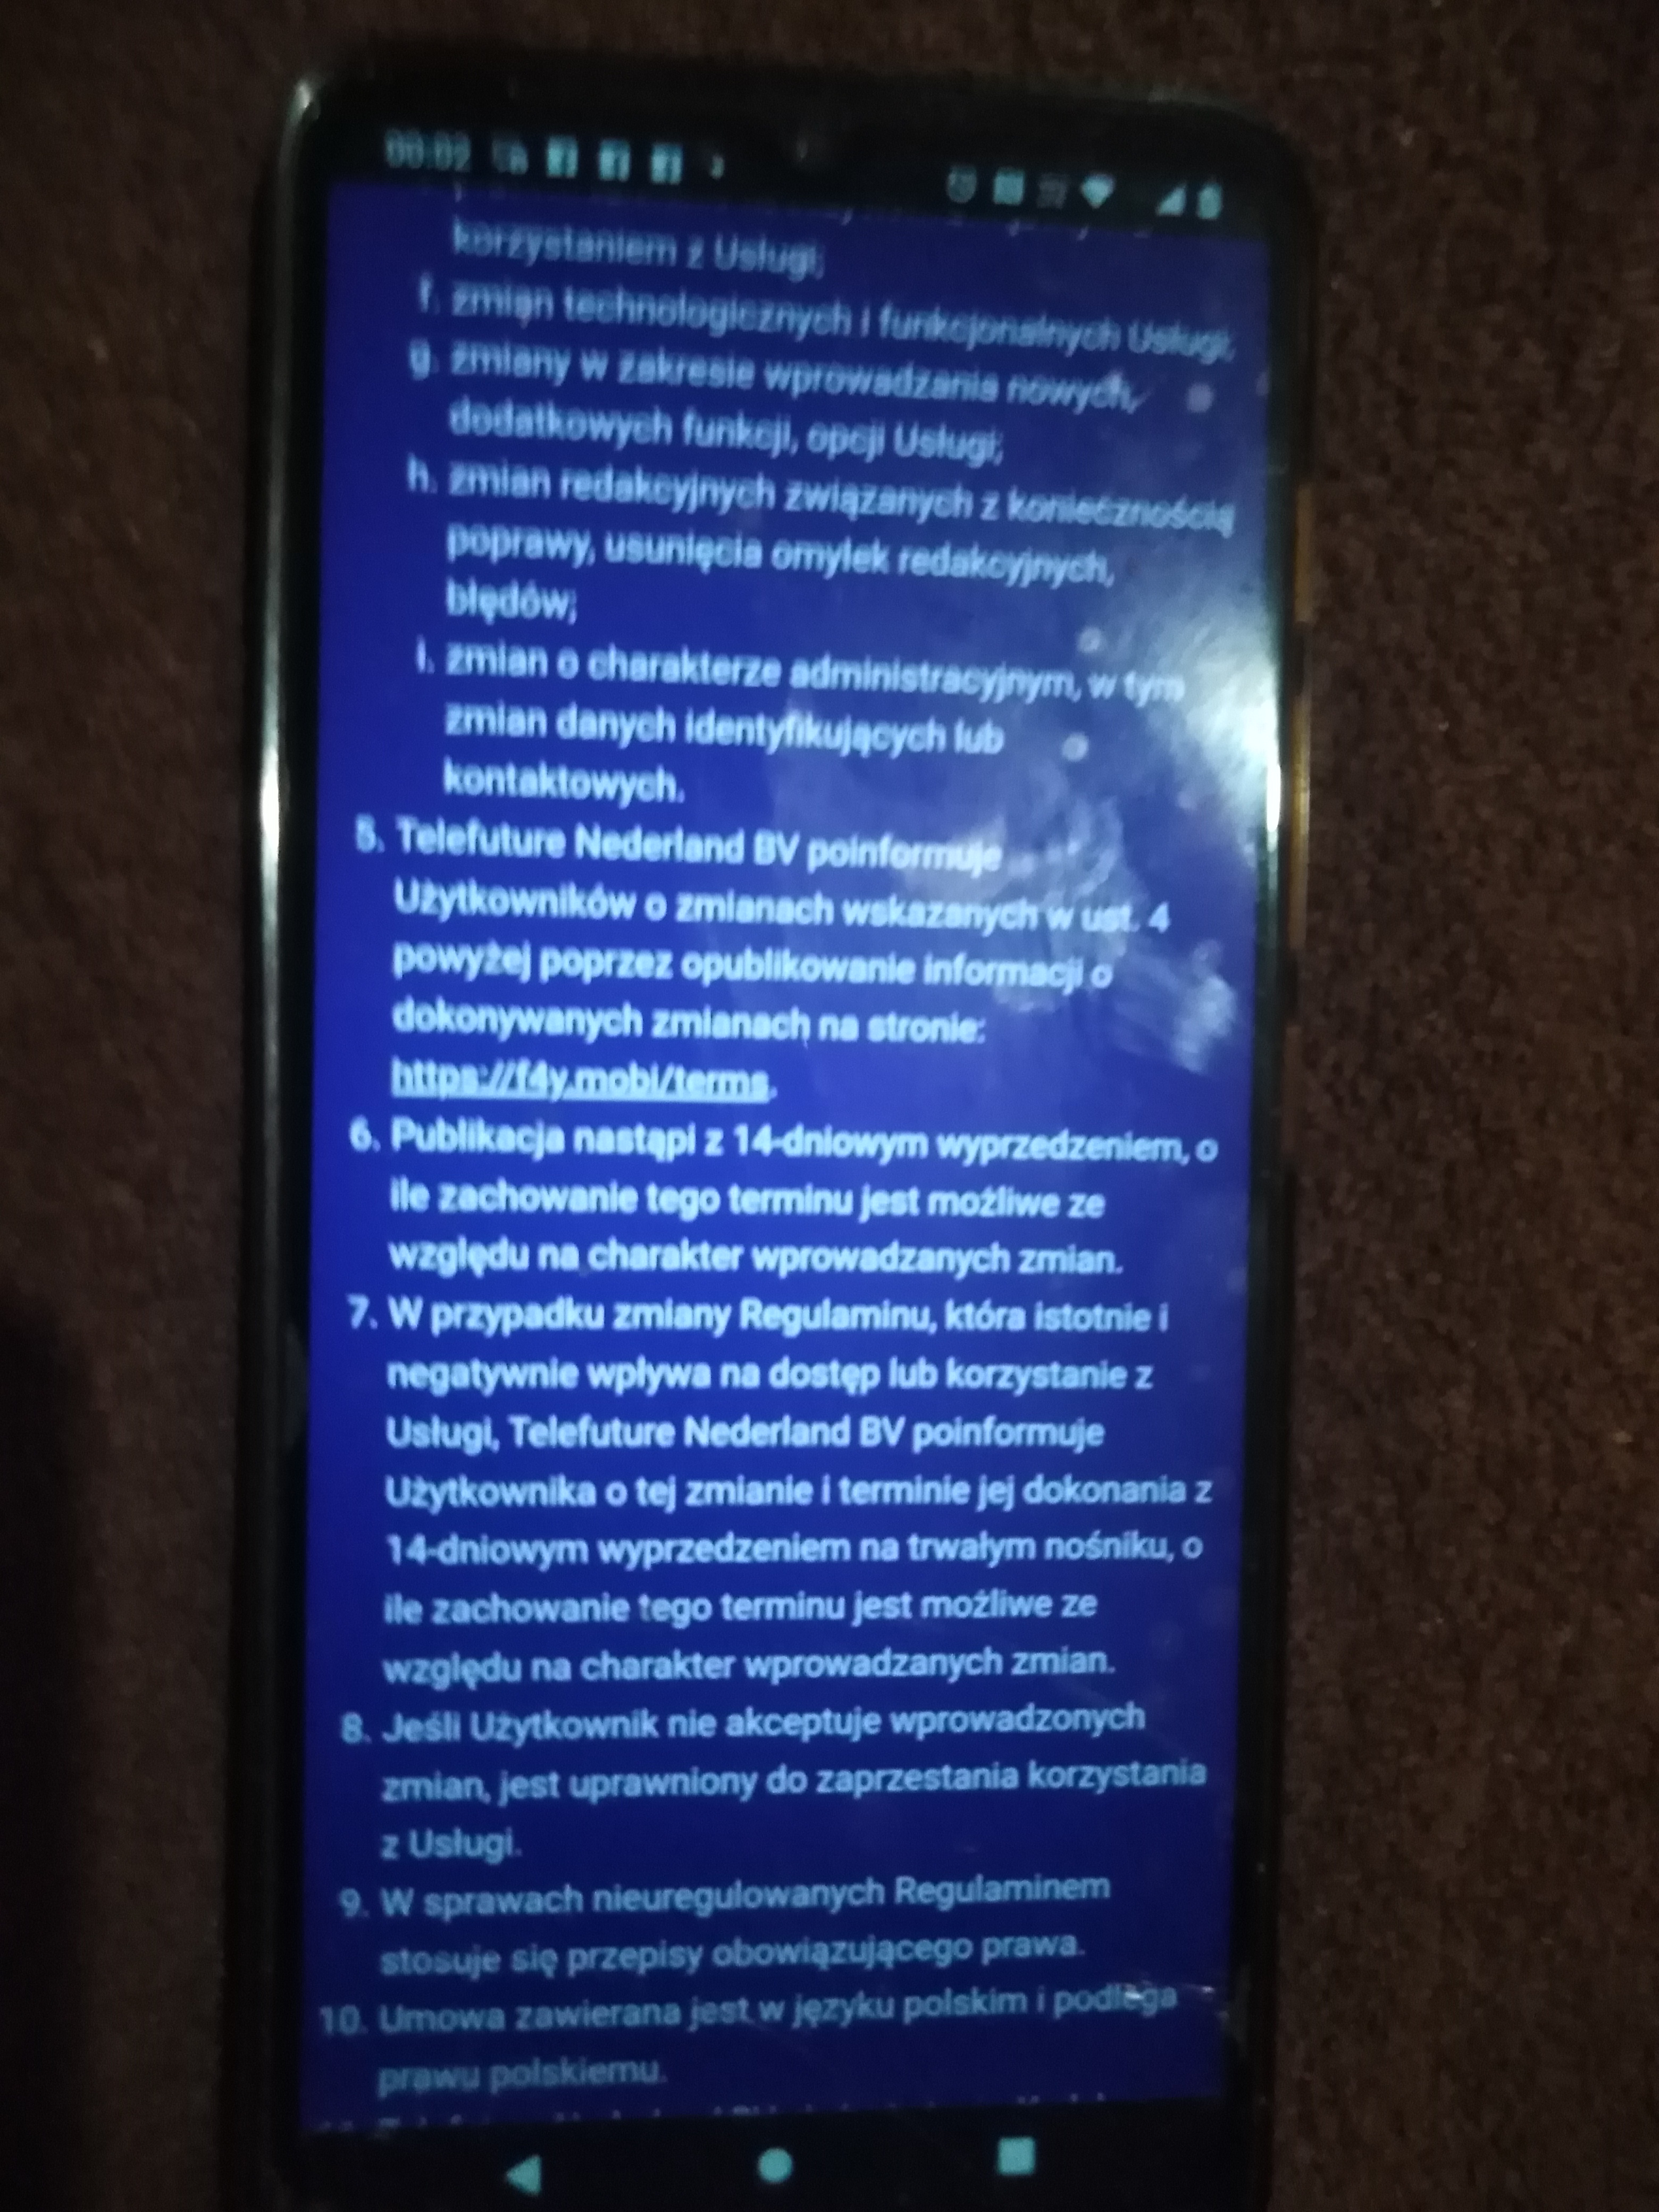 00:02
korzystaniem z Usługi;
f. zmian technologicznych i funkcjonalnych Usługi;
g. zmiany w zakresie wprowadzania nowych,
dodatkowych funkcji, opcji Usługi;
h. zmian redakcyjnych związanych z koniecznością
poprawy, usunięcia omyłek redakcyjnych,
błędów;
i. zmian o charakterze administracyjnym, w tym
zmian danych identyfikujących lub
kontaktowych.
5. Telefuture Nederland BV poinformuje
Użytkowników o zmianach wskazanych w ust. 4
powyżej poprzez opublikowanie informacji o
dokonywanych zmianach na stronie:
https://f4y.mobi/terms.
6. Publikacja nastąpi z 14-dniowym wyprzedzeniem, o
ile zachowanie tego terminu jest możliwe ze
względu na charakter wprowadzanych zmian.
7. W przypadku zmiany Regulaminu, która istotnie i
negatywnie wpływa na dostęp lub korzystanie z
Usługi, Telefuture Nederland BV poinformuje
Użytkownika o tej zmianie i terminie jej dokonania z
14-dniowym wyprzedzeniem na trwałym nośniku, o
ile zachowanie tego terminu jest możliwe ze
względu na charakter wprowadzanych zmian.
8. Jeśli Użytkownik nie akceptuje wprowadzonych
zmian, jest uprawniony do zaprzestania korzystania
z Usługi.
9. W sprawach nieuregulowanych Regulaminem
stosuje się przepisy obowiązującego prawa.
10. Umowa zawierana jest w języku polskim i podlega
prawu polskiemu.